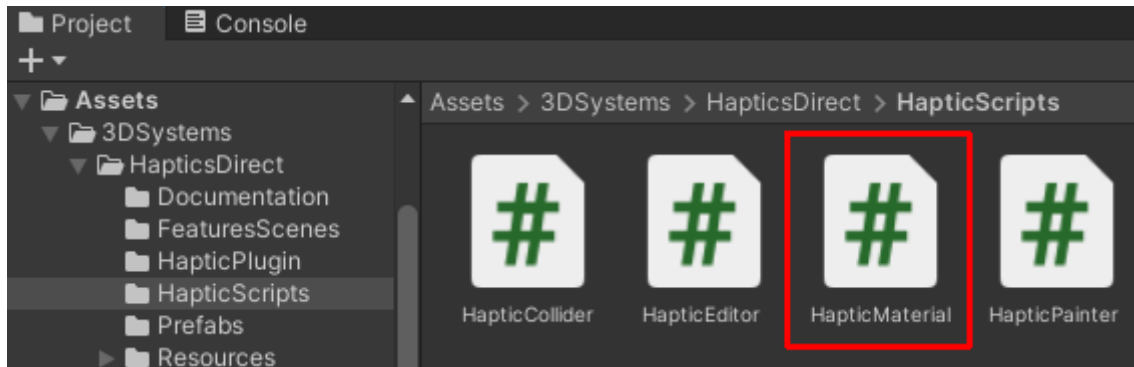 Project Console
+
Assets
3DSystems
HapticsDirect
Documentation
FeaturesScenes
HapticPlugin
HapticScripts
Prefabs
Resources
Assets > 3DSystems > HapticsDirect > HapticScripts
# # # #
HapticCollider HapticEditor HapticMaterial HapticPainter